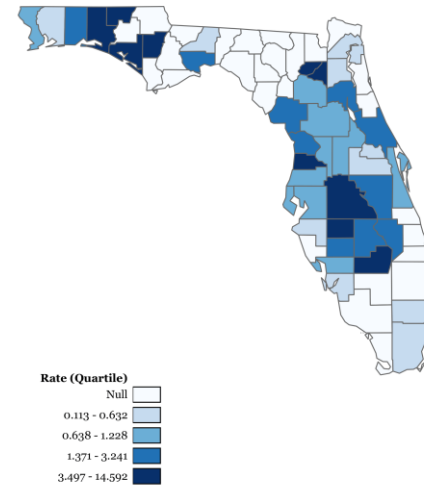 Rate (Quartile)
Null
0.113 - 0.632
0.638 - 1.228
1.371 - 3.241
3.497 - 14.592